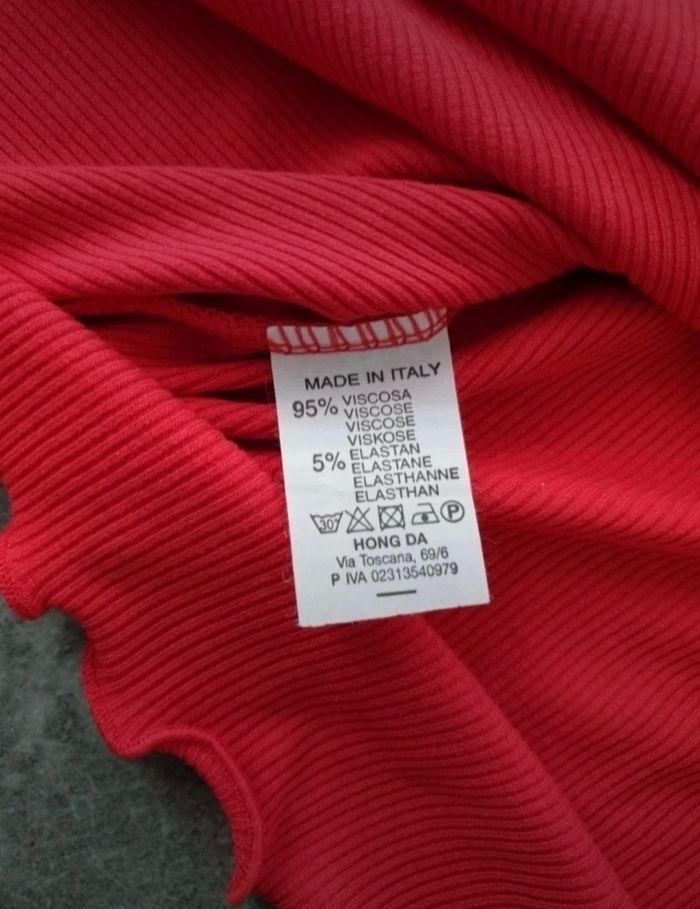 MADE IN ITALY
95% VISCOSA
VISCOSE
VISCOSE
VISKOSE
5% ELASTAN
ELASTANE
ELASTHANNE
ELASTHAN
30° P
HONG DA
Via Toscana, 69/6
P IVA 02313540979